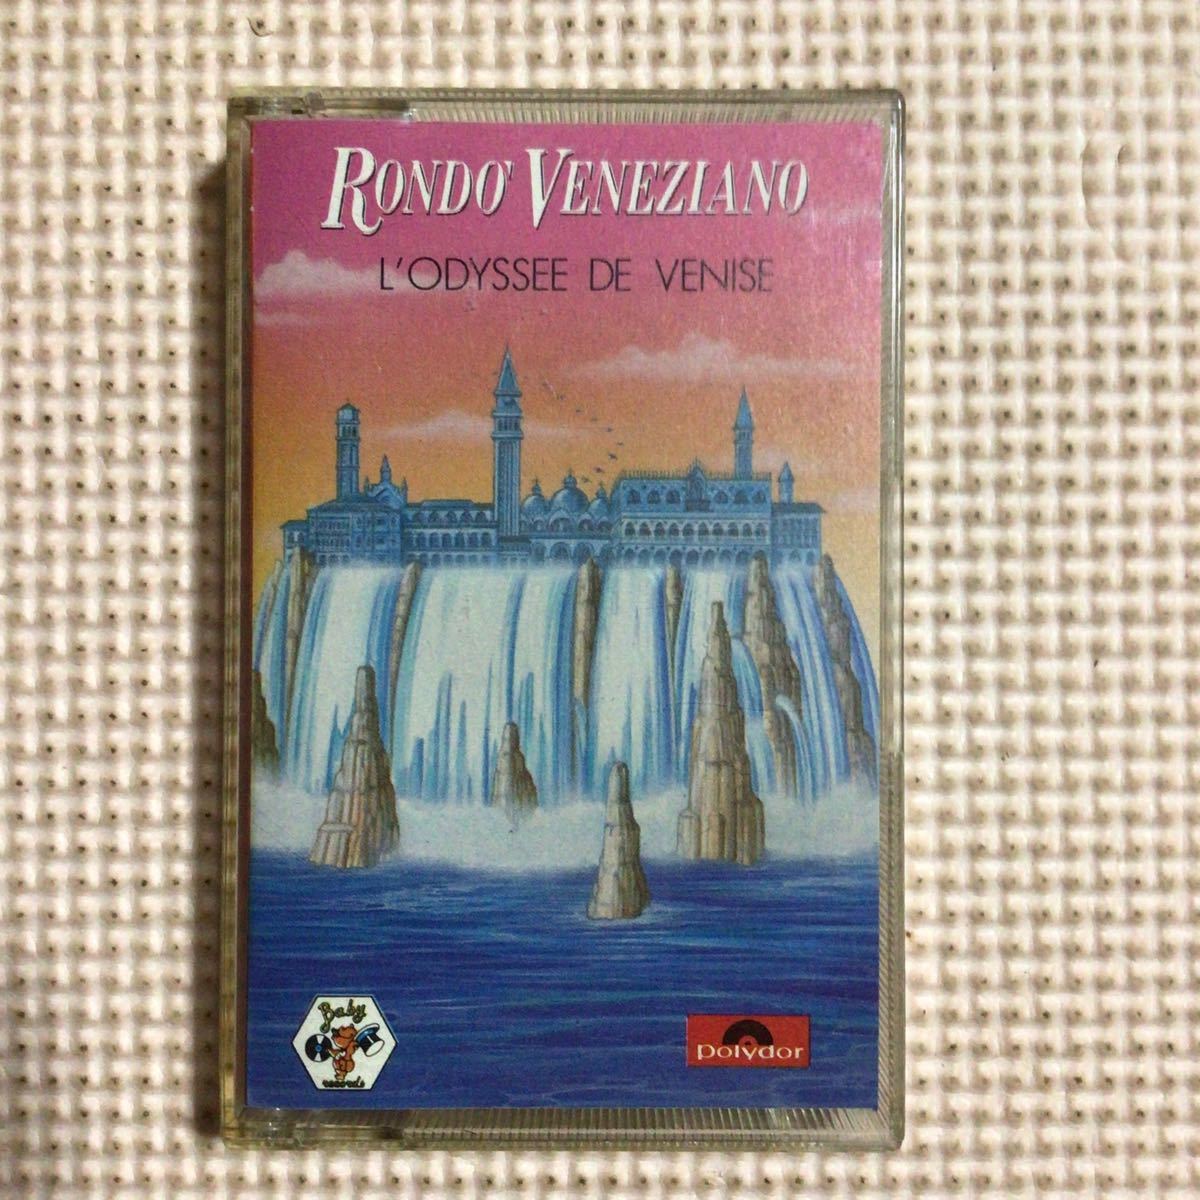 RONDO' VENEZIANO
L'ODYSSEE DE VENISE
Baby
records
polydor